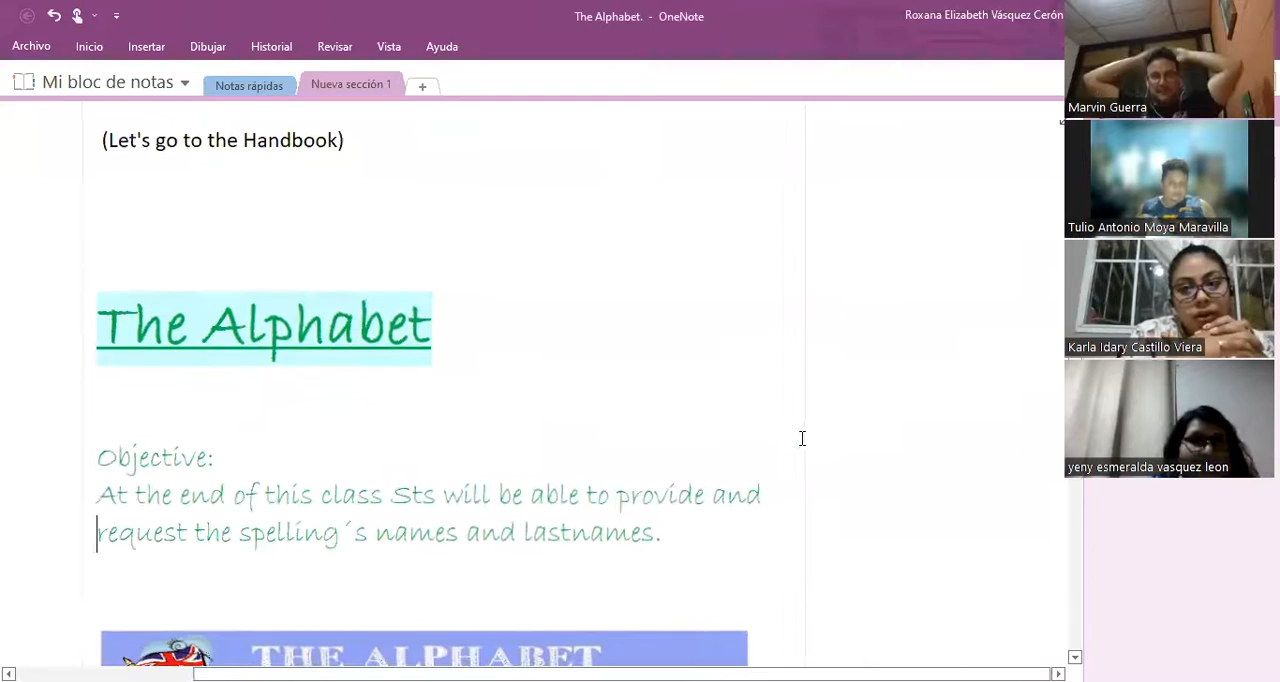 The Alphabet. - OneNote
Roxana Elizabeth Vásquez Cerón
Archivo Inicio Insertar Dibujar Historial Revisar Vista Ayuda
Mi bloc de notas Notas rápidas Nueva sección 1 +
(Let's go to the Handbook)
The Alphabet
Objective:
At the end of this class Sts will be able to provide and
request the spelling´s names and lastnames.
THE ALPHABET
Marvin Guerra
Tulio Antonio Moya Maravilla
Karla Idary Castillo Viera
yeny esmeralda vasquez leon